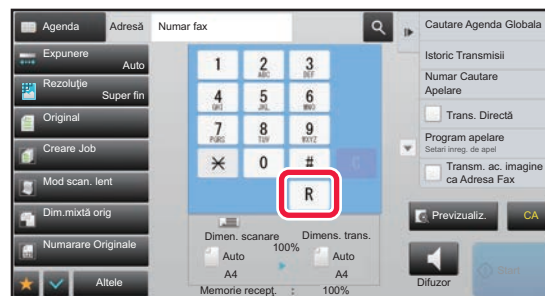 Agenda Adresă Numar fax
Expunere
Auto
Rezoluţie
Super fin
Original
Creare Job
Mod scan. lent
Dim.mixtă orig
Numarare Originale
Altele
1 2 3
ABC DEF
4 5 6
GHI JKL MNO
7 8 9
PQRS TUV WXYZ
0 # C
R
Dimen. scanare Dimens. trans.
100%
Auto Auto
A4 A4
Memorie recepţ. : 100%
Cautare Agenda Globala
Istoric Transmisii
Numar Cautare
Apelare
Trans. Directă
Program apelare
Setari inreg. de apel
Transm. ac. imagine
ca Adresa Fax
Previzualiz. CA
Difuzor
Start